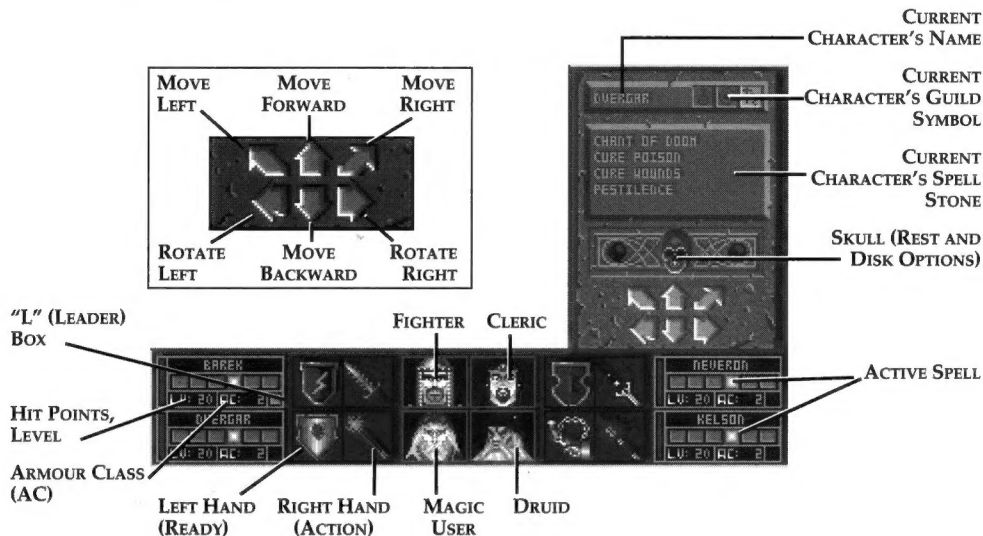 CURRENT
CHARACTER'S NAME
CURRENT
CHARACTER'S GUILD
SYMBOL
CURRENT
CHARACTER'S SPELL
STONE
SKULL (REST AND
DISK OPTIONS)
MOVE
LEFT
MOVE
FORWARD
MOVE
RIGHT
ROTATE
LEFT
MOVE
BACKWARD
ROTATE
RIGHT
DVERGAR
CHANT OF DOOM
CURE POISON
CURE WOUNDS
PESTILENCE
"L" (LEADER)
BOX
FIGHTER
CLERIC
HIT POINTS,
LEVEL
ACTIVE SPELL
BAREK
LV: 20 AC: 2
DVERGAR
LV: 20 AC: 2
NEVERON
LV: 20 AC: 2
KELSON
LV: 20 AC: 2
ARMOUR CLASS
(AC)
LEFT HAND
(READY)
RIGHT HAND
(ACTION)
MAGIC
USER
DRUID